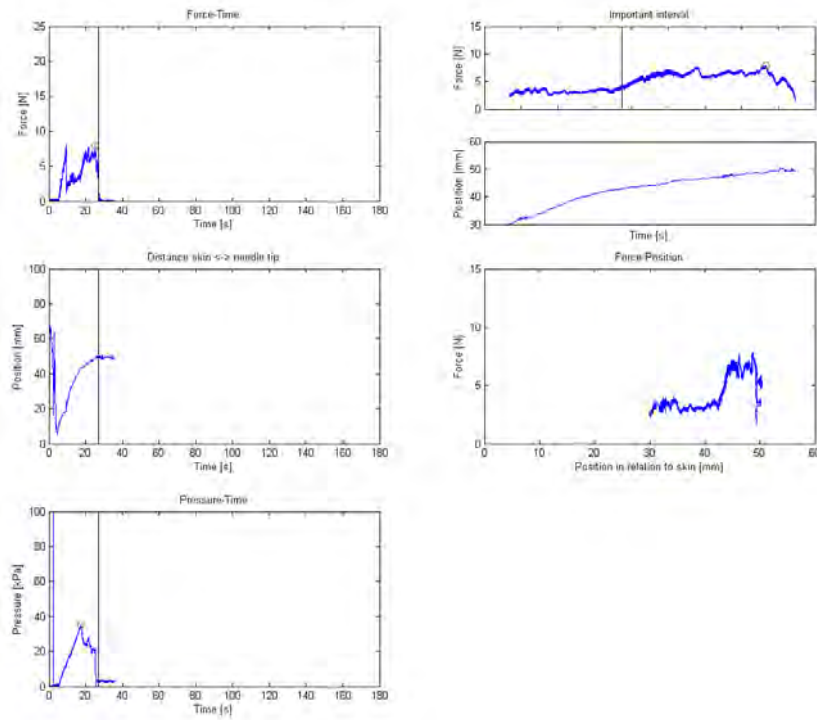 Force-Time
25
20
15
10
5
0
Force [N]
0 20 40 60 80 100 120 140 160 180
Time [s]
Important interval
15
10
5
0
Force [N]
60
50
40
30
Position [mm]
Time [s]
Distance skin <-> needle tip
100
80
60
40
20
0
Position [mm]
0 20 40 60 80 100 120 140 160 180
Time [s]
Force-Position
15
10
5
0
Force [N]
0 10 20 30 40 50 60
Position in relation to skin [mm]
Pressure-Time
100
80
60
40
20
0
Pressure [kPa]
0 20 40 60 80 100 120 140 160 180
Time [s]